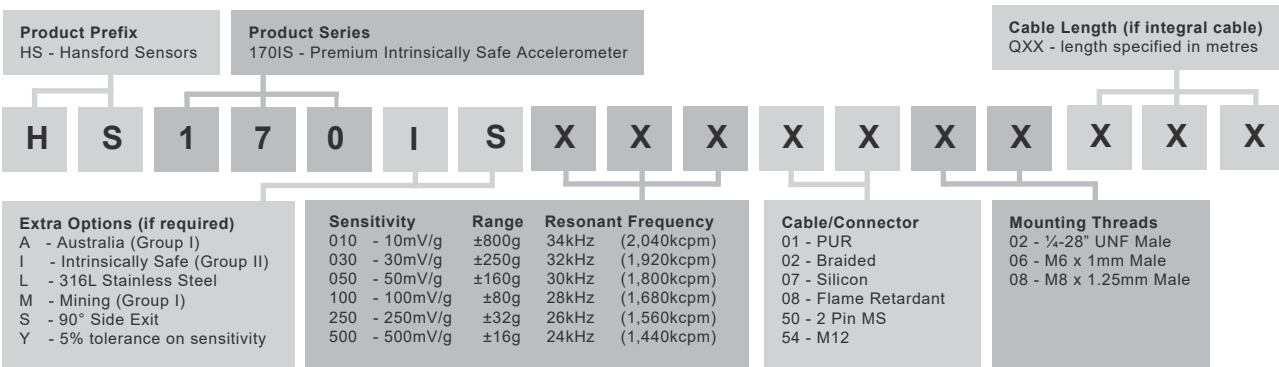 Product Prefix
HS - Hansford Sensors
Product Series
170IS - Premium Intrinsically Safe Accelerometer
Cable Length (if integral cable)
QXX - length specified in metres
H S 1 7 0 I S X X X X X X X X X X
Extra Options (if required)
A - Australia (Group I)
I - Intrinsically Safe (Group II)
L - 316L Stainless Steel
M - Mining (Group I)
S - 90° Side Exit
Y - 5% tolerance on sensitivity
Sensitivity Range Resonant Frequency
010 - 10mV/g ±800g 34kHz (2,040kcpm)
030 - 30mV/g ±250g 32kHz (1,920kcpm)
050 - 50mV/g ±160g 30kHz (1,800kcpm)
100 - 100mV/g ±80g 28kHz (1,680kcpm)
250 - 250mV/g ±32g 26kHz (1,560kcpm)
500 - 500mV/g ±16g 24kHz (1,440kcpm)
Cable/Connector
01 - PUR
02 - Braided
07 - Silicon
08 - Flame Retardant
50 - 2 Pin MS
54 - M12
Mounting Threads
02 - ¼-28” UNF Male
06 - M6 x 1mm Male
08 - M8 x 1.25mm Male